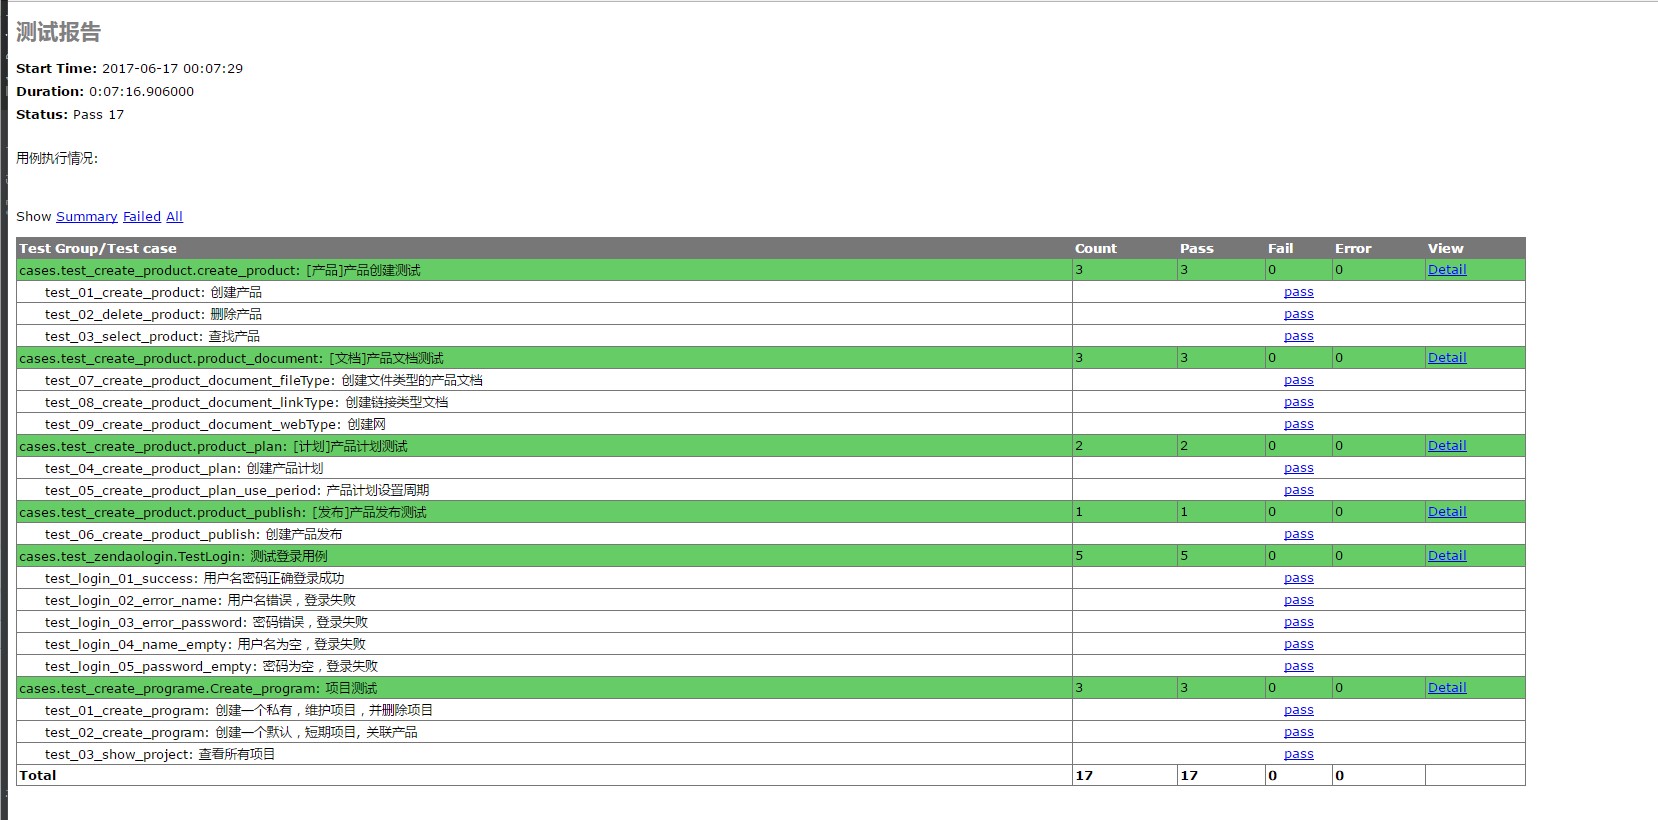 测试报告
Start Time: 2017-06-17 00:07:29
Duration: 0:07:16.906000
Status: Pass 17
用例执行情况:
Show Summary Failed All
Test Group/Test case Count Pass Fail Error View
cases.test_create_product.create_product: [产品]产品创建测试 3 3 0 0 Detail
test_01_create_product: 创建产品 pass
test_02_delete_product: 删除产品 pass
test_03_select_product: 查找产品 pass
cases.test_create_product.product_document: [文档]产品文档测试 3 3 0 0 Detail
test_07_create_product_document_fileType: 创建文件类型的产品文档 pass
test_08_create_product_document_linkType: 创建链接类型文档 pass
test_09_create_product_document_webType: 创建网 pass
cases.test_create_product.product_plan: [计划]产品计划测试 2 2 0 0 Detail
test_04_create_product_plan: 创建产品计划 pass
test_05_create_product_plan_use_period: 产品计划设置周期 pass
cases.test_create_product.product_publish: [发布]产品发布测试 1 1 0 0 Detail
test_06_create_product_publish: 创建产品发布 pass
cases.test_zendaologin.TestLogin: 测试登录用例 5 5 0 0 Detail
test_login_01_success: 用户名密码正确登录成功 pass
test_login_02_error_name: 用户名错误，登录失败 pass
test_login_03_error_password: 密码错误，登录失败 pass
test_login_04_name_empty: 用户名为空，登录失败 pass
test_login_05_password_empty: 密码为空，登录失败 pass
cases.test_create_programe.Create_program: 项目测试 3 3 0 0 Detail
test_01_create_program: 创建一个私有，维护项目，并删除项目 pass
test_02_create_program: 创建一个默认，短期项目, 关联产品 pass
test_03_show_project: 查看所有项目 pass
Total 17 17 0 0